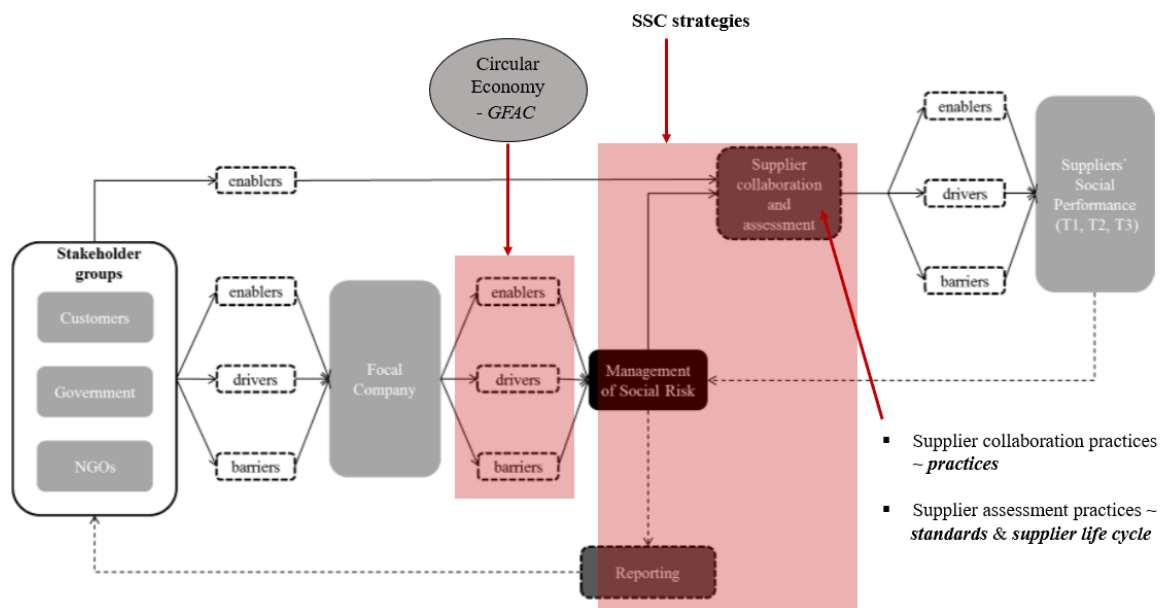 SSC strategies
Circular
Economy
- GFAC
enablers
Supplier
collaboration
and
assessment
enablers
drivers
barriers
Suppliers`
Social
Performance
(T1, T2, T3)
Stakeholder
groups
Customers
Government
NGOs
enablers
drivers
barriers
Focal
Company
enablers
drivers
barriers
Management
of Social Risk
Reporting
▪ Supplier collaboration practices
~ practices
▪ Supplier assessment practices ~
standards & supplier life cycle